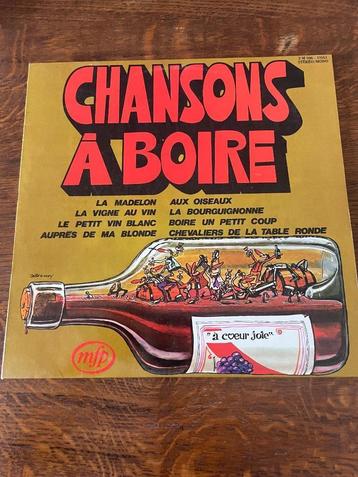 CHANSONS
À BOIRE
LA MADELON
LA VIGNE AU VIN
LE PETIT VIN BLANC
AUPRÈS DE MA BLONDE
AUX OISEAUX
LA BOURGUIGNONNE
BOIRE UN PETIT COUP
CHEVALIERS DE LA TABLE RONDE
"à coeur joie"
mfp